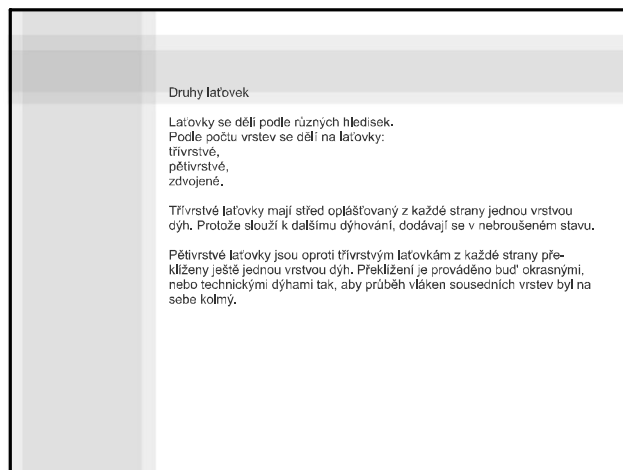 Druhy laťovek
Laťovky se dělí podle různých hledisek.
Podle počtu vrstev se dělí na laťovky:
třívrstvé,
pětivrstvé,
zdvojené.
Třívrstvé laťovky mají střed oplášťovaný z každé strany jednou vrstvou
dýh. Protože slouží k dalšímu dýhování, dodávají se v nebroušeném stavu.
Pětivrstvé laťovky jsou oproti třívrstvým laťovkám z každé strany pře-
klíženy ještě jednou vrstvou dýh. Překlížení je prováděno buď okrasnými,
nebo technickými dýhami tak, aby průběh vláken sousedních vrstev byl na
sebe kolmý.